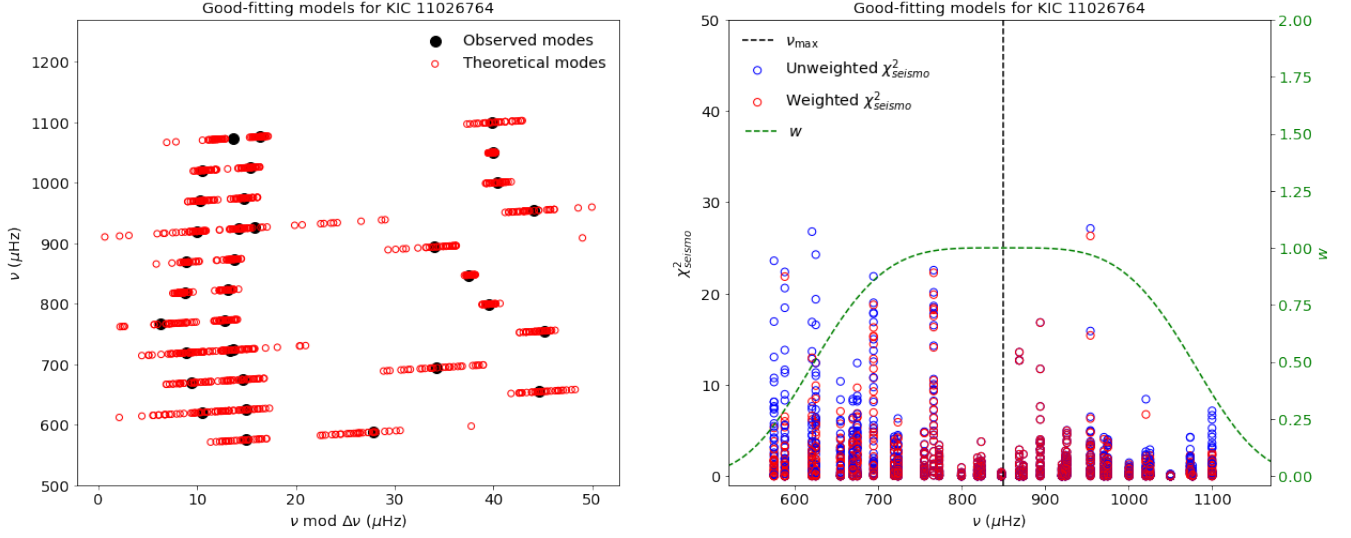 Good-fitting models for KIC 11026764
Observed modes
Theoretical modes
1200
1100
1000
900
800
700
600
500
ν (μHz)
0
10
20
30
40
50
ν mod Δν (μHz)
Good-fitting models for KIC 11026764
ν_max
Unweighted χ²_seismo
Weighted χ²_seismo
w
50
40
30
20
10
0
χ²_seismo
600
700
800
900
1000
1100
ν (μHz)
2.00
1.75
1.50
1.25
1.00
0.75
0.50
0.25
0.00
w